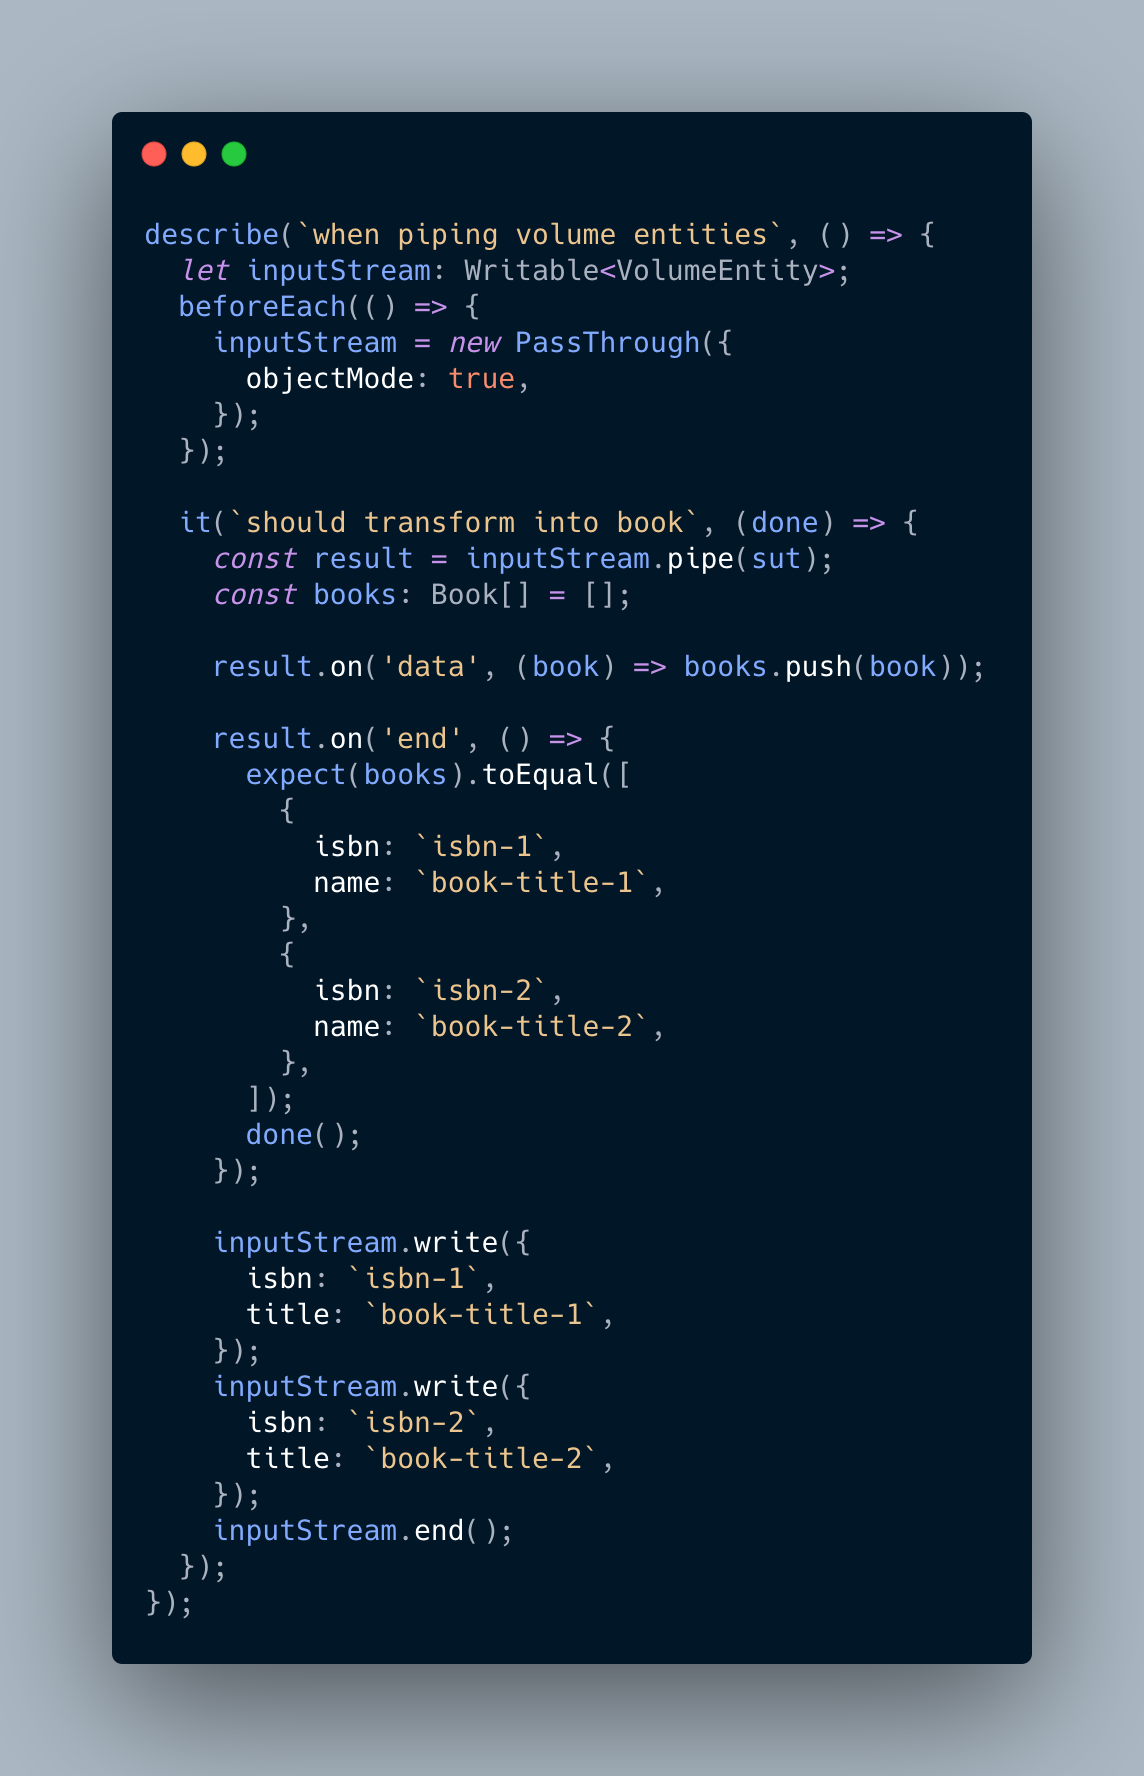 describe(`when piping volume entities`, () => {
  let inputStream: Writable<VolumeEntity>;
  beforeEach(() => {
    inputStream = new PassThrough({
      objectMode: true,
    });
  });

  it(`should transform into book`, (done) => {
    const result = inputStream.pipe(sut);
    const books: Book[] = [];

    result.on('data', (book) => books.push(book));

    result.on('end', () => {
      expect(books).toEqual([
        {
          isbn: `isbn-1`,
          name: `book-title-1`,
        },
        {
          isbn: `isbn-2`,
          name: `book-title-2`,
        },
      ]);
      done();
    });

    inputStream.write({
      isbn: `isbn-1`,
      title: `book-title-1`,
    });
    inputStream.write({
      isbn: `isbn-2`,
      title: `book-title-2`,
    });
    inputStream.end();
  });
});